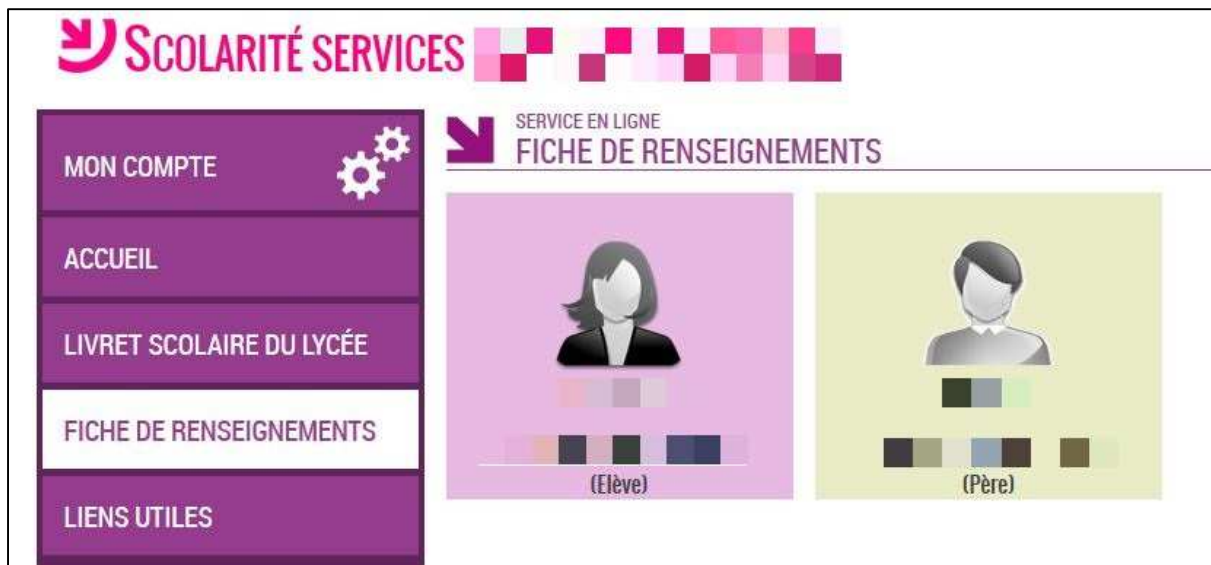 SCOLARITÉ SERVICES
MON COMPTE
ACCUEIL
LIVRET SCOLAIRE DU LYCÉE
FICHE DE RENSEIGNEMENTS
LIENS UTILES
SERVICE EN LIGNE
FICHE DE RENSEIGNEMENTS
(Elève)
(Père)